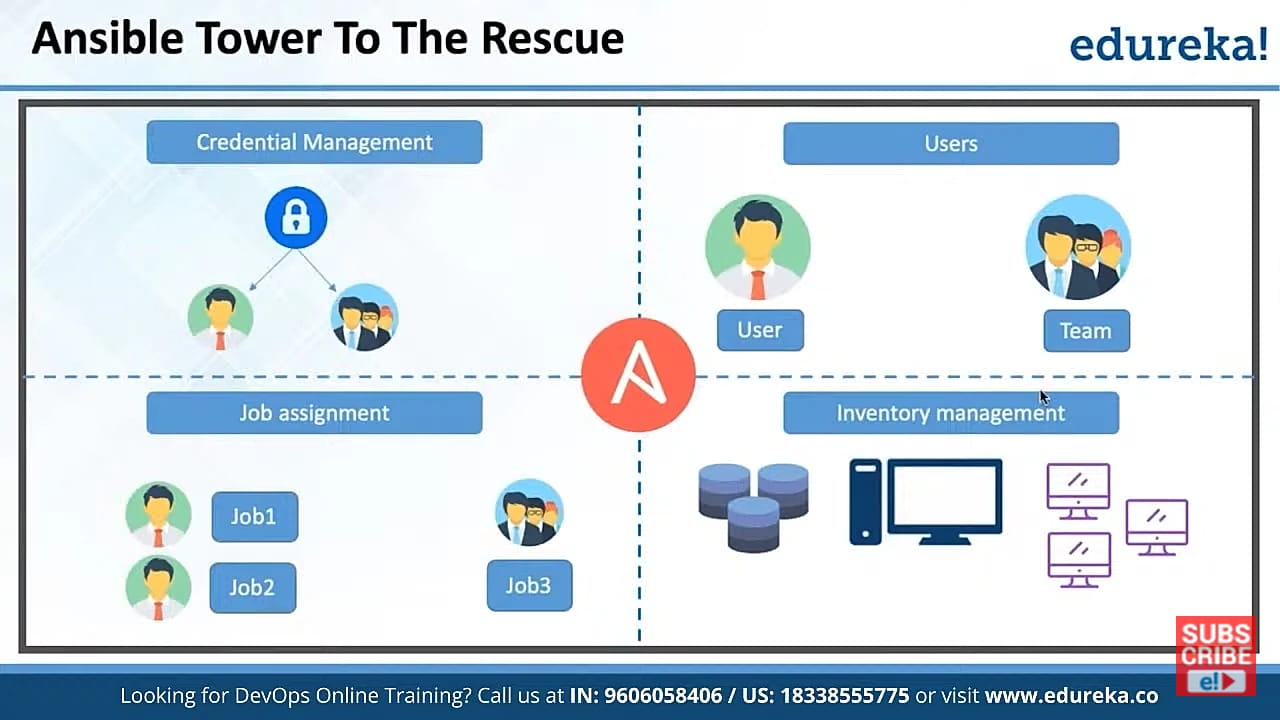 Ansible Tower To The Rescue
edureka!
Credential Management
Users
User
Team
Job assignment
Inventory management
Job1
Job2
Job3
SUBS
CRIBE
e!
Looking for DevOps Online Training? Call us at IN: 9606058406 / US: 18338555775 or visit www.edureka.co